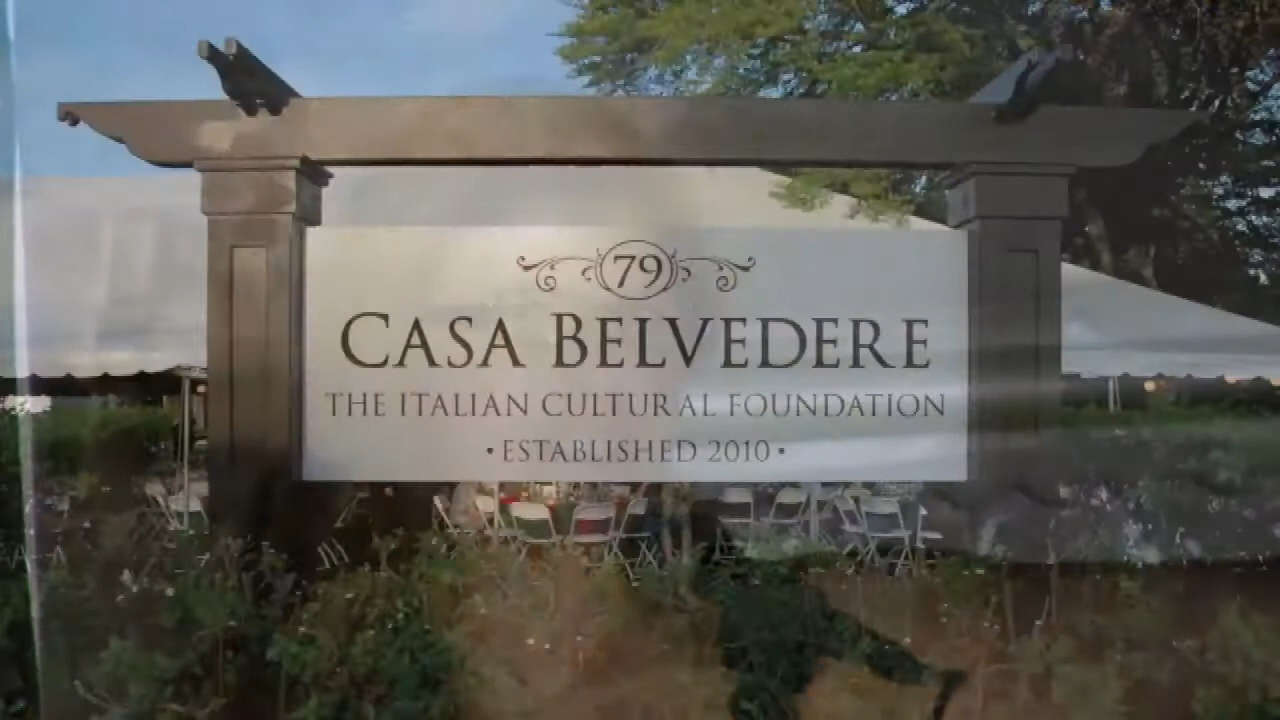 79
CASA BELVEDERE
THE ITALIAN CULTURAL FOUNDATION
• ESTABLISHED 2010 •